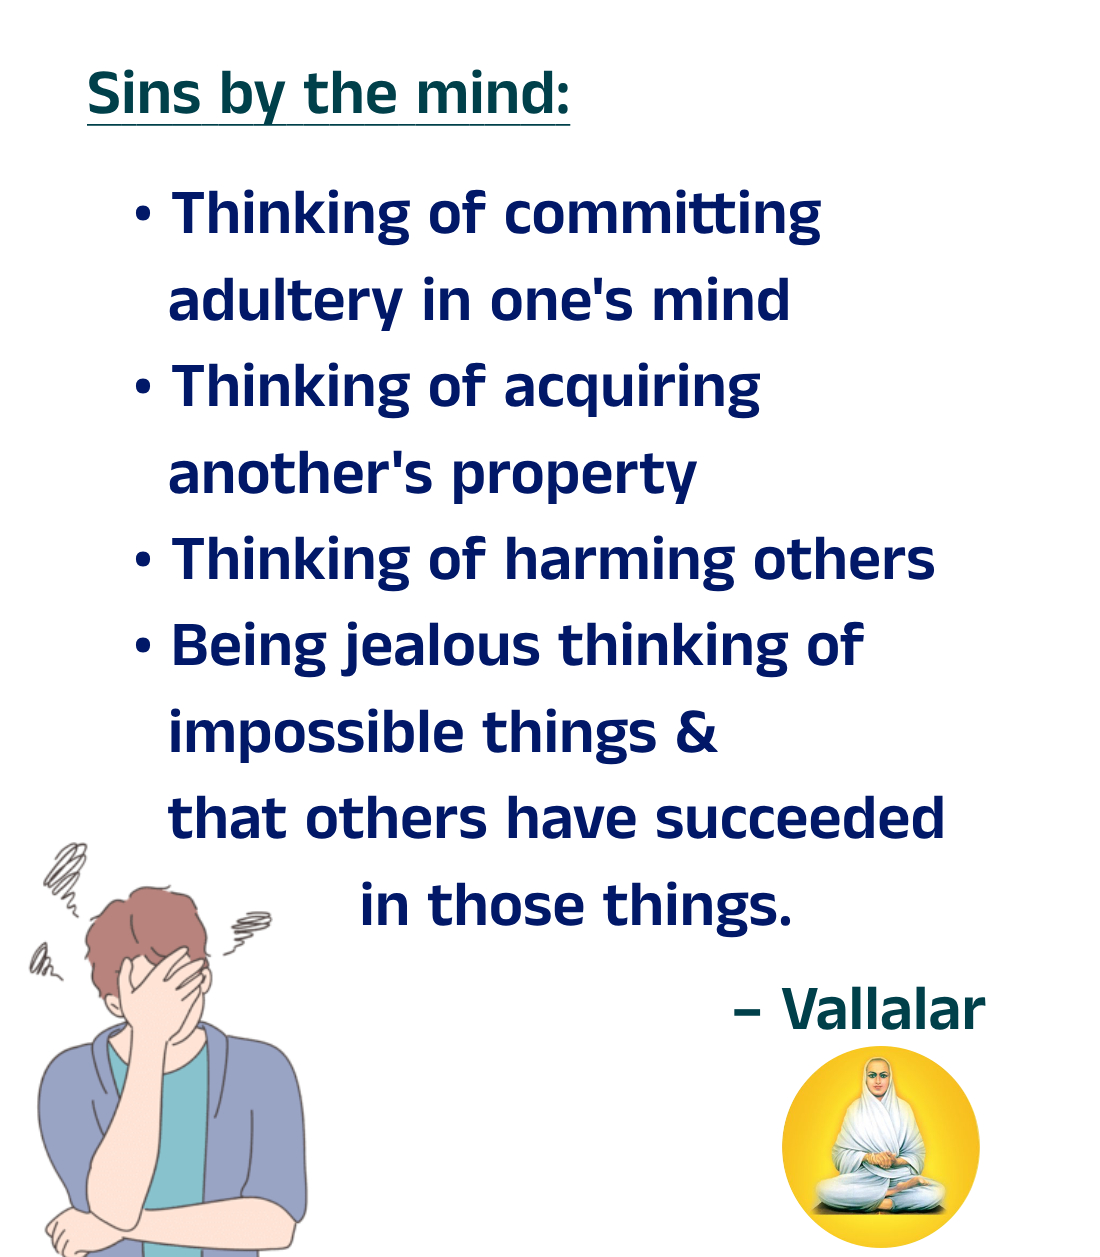 Sins by the mind:
• Thinking of committing
adultery in one's mind
• Thinking of acquiring
another's property
• Thinking of harming others
• Being jealous thinking of
impossible things &
that others have succeeded
in those things.
– Vallalar